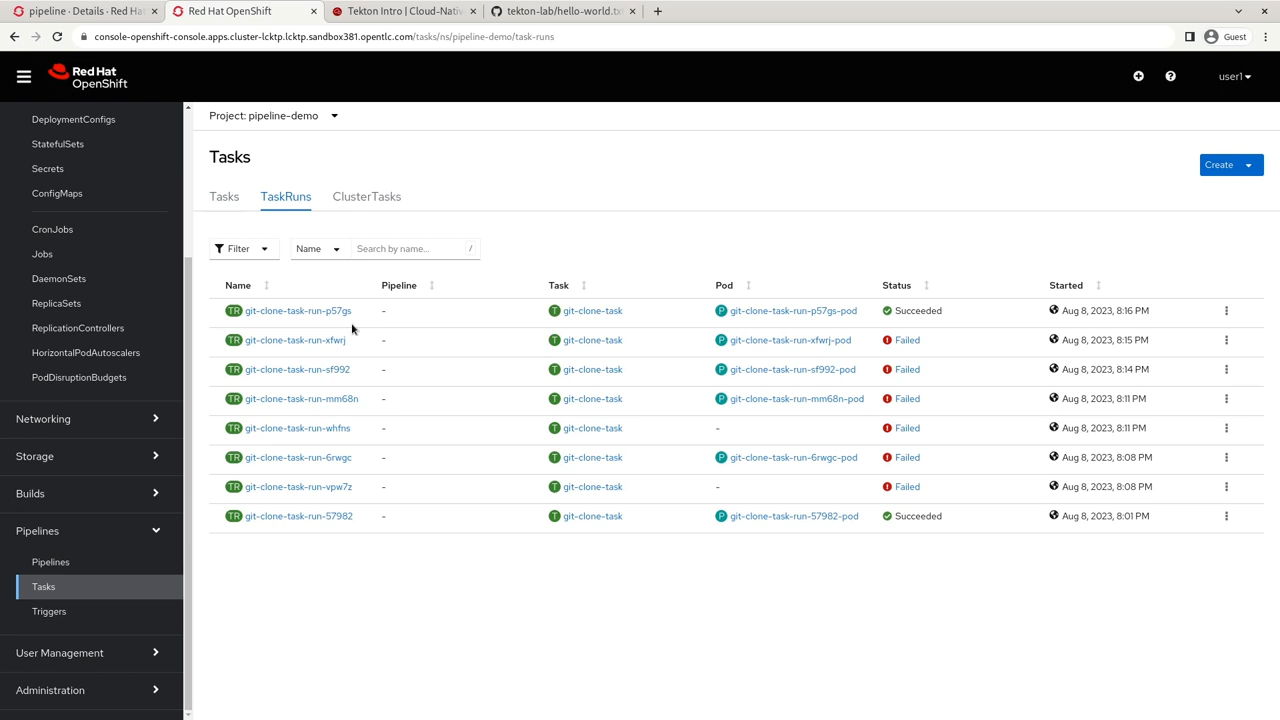 pipeline - Details · Red Hat
Red Hat OpenShift
Tekton Intro | Cloud-Nati
tekton-lab/hello-world.tx
console-openshift-console.apps.cluster-lcktp.lcktp.sandbox381.opentlc.com/tasks/ns/pipeline-demo/task-runs
Guest
Red Hat
OpenShift
user1
DeploymentConfigs
StatefulSets
Secrets
ConfigMaps
CronJobs
Jobs
DaemonSets
ReplicaSets
ReplicationControllers
HorizontalPodAutoscalers
PodDisruptionBudgets
Networking
Storage
Builds
Pipelines
Pipelines
Tasks
Triggers
User Management
Administration
Project: pipeline-demo
Tasks
Create
Tasks TaskRuns ClusterTasks
Filter Name Search by name... /
Name Pipeline Task Pod Status Started
TR git-clone-task-run-p57gs - T git-clone-task P git-clone-task-run-p57gs-pod Succeeded Aug 8, 2023, 8:16 PM
TR git-clone-task-run-xfwrj - T git-clone-task P git-clone-task-run-xfwrj-pod Failed Aug 8, 2023, 8:15 PM
TR git-clone-task-run-sf992 - T git-clone-task P git-clone-task-run-sf992-pod Failed Aug 8, 2023, 8:14 PM
TR git-clone-task-run-mm68n - T git-clone-task P git-clone-task-run-mm68n-pod Failed Aug 8, 2023, 8:11 PM
TR git-clone-task-run-whfns - T git-clone-task - Failed Aug 8, 2023, 8:11 PM
TR git-clone-task-run-6rwgc - T git-clone-task P git-clone-task-run-6rwgc-pod Failed Aug 8, 2023, 8:08 PM
TR git-clone-task-run-vpw7z - T git-clone-task - Failed Aug 8, 2023, 8:08 PM
TR git-clone-task-run-57982 - T git-clone-task P git-clone-task-run-57982-pod Succeeded Aug 8, 2023, 8:01 PM